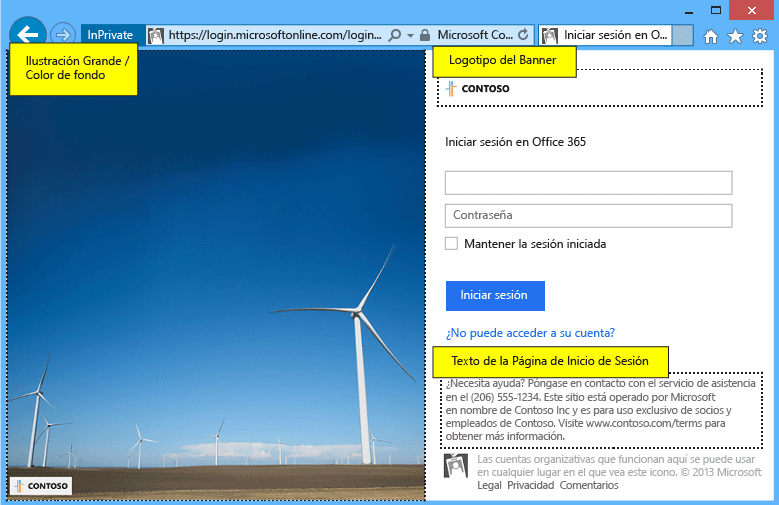 InPrivate
https://login.microsoftonline.com/login...
Microsoft Co...
Iniciar sesión en O...
Ilustración Grande /
Color de fondo
Logotipo del Banner
CONTOSO
Iniciar sesión en Office 365
Contraseña
Mantener la sesión iniciada
Iniciar sesión
¿No puede acceder a su cuenta?
Texto de la Página de Inicio de Sesión
¿Necesita ayuda? Póngase en contacto con el servicio de asistencia
en el (206) 555-1234. Este sitio está operado por Microsoft
en nombre de Contoso Inc y es para uso exclusivo de socios y
empleados de Contoso. Visite www.contoso.com/terms para
obtener más información.
Las cuentas organizativas que funcionan aquí se puede usar
en cualquier lugar en el que vea este icono. © 2013 Microsoft
Legal Privacidad Comentarios
CONTOSO